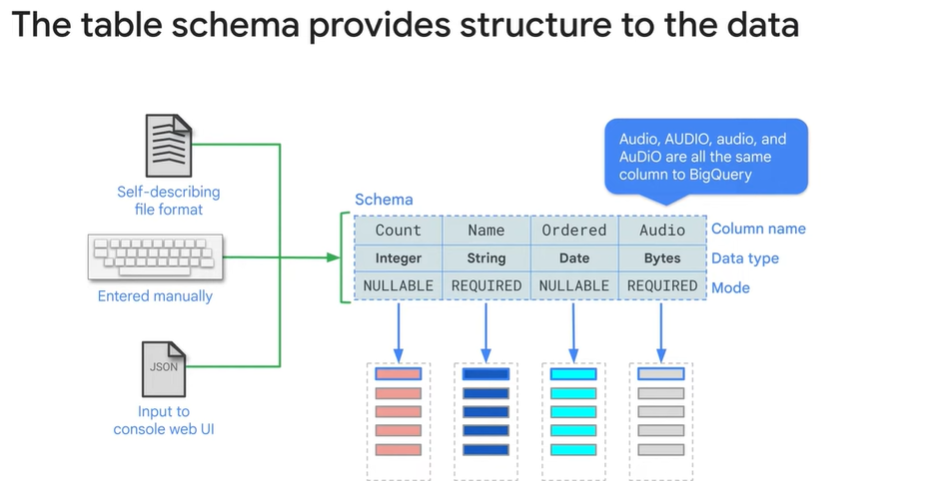 The table schema provides structure to the data
Audio, AUDIO, audio, and
AuDiO are all the same
column to BigQuery
Self-describing
file format
Schema
Count Name Ordered Audio Column name
Integer String Date Bytes Data type
NULLABLE REQUIRED NULLABLE REQUIRED Mode
Entered manually
JSON
Input to
console web UI